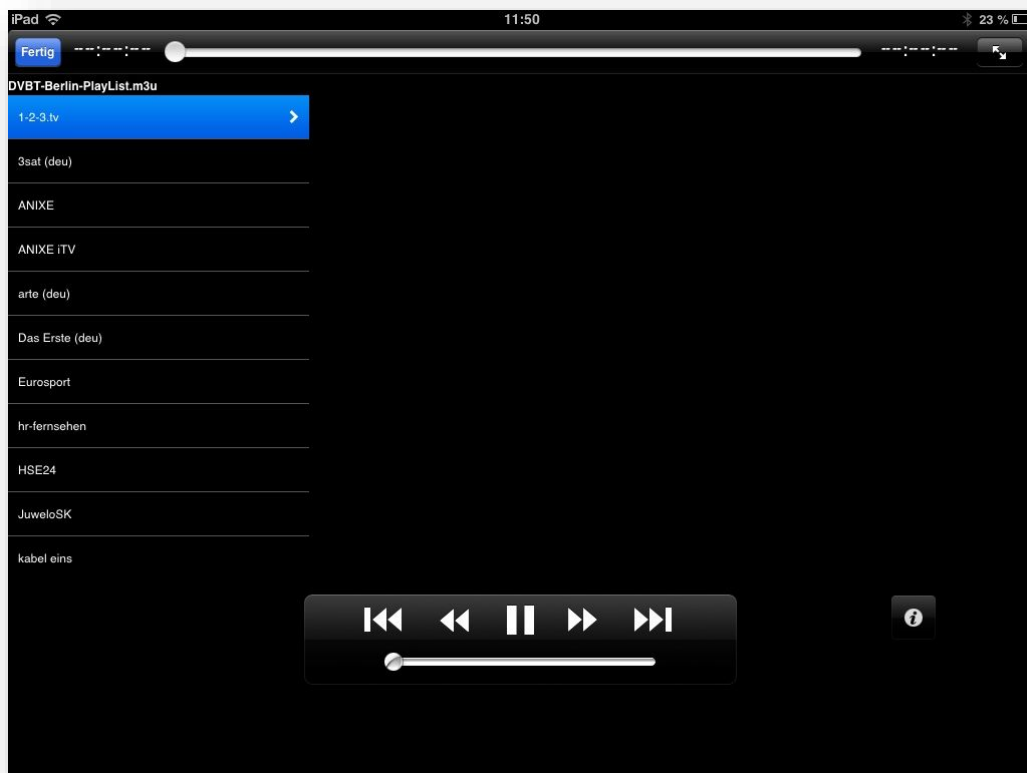 iPad 11:50 23 %
Fertig --:--:-- --:--:--
DVBT-Berlin-PlayList.m3u
1-2-3.tv
3sat (deu)
ANIXE
ANIXE iTV
arte (deu)
Das Erste (deu)
Eurosport
hr-fernsehen
HSE24
JuweloSK
kabel eins